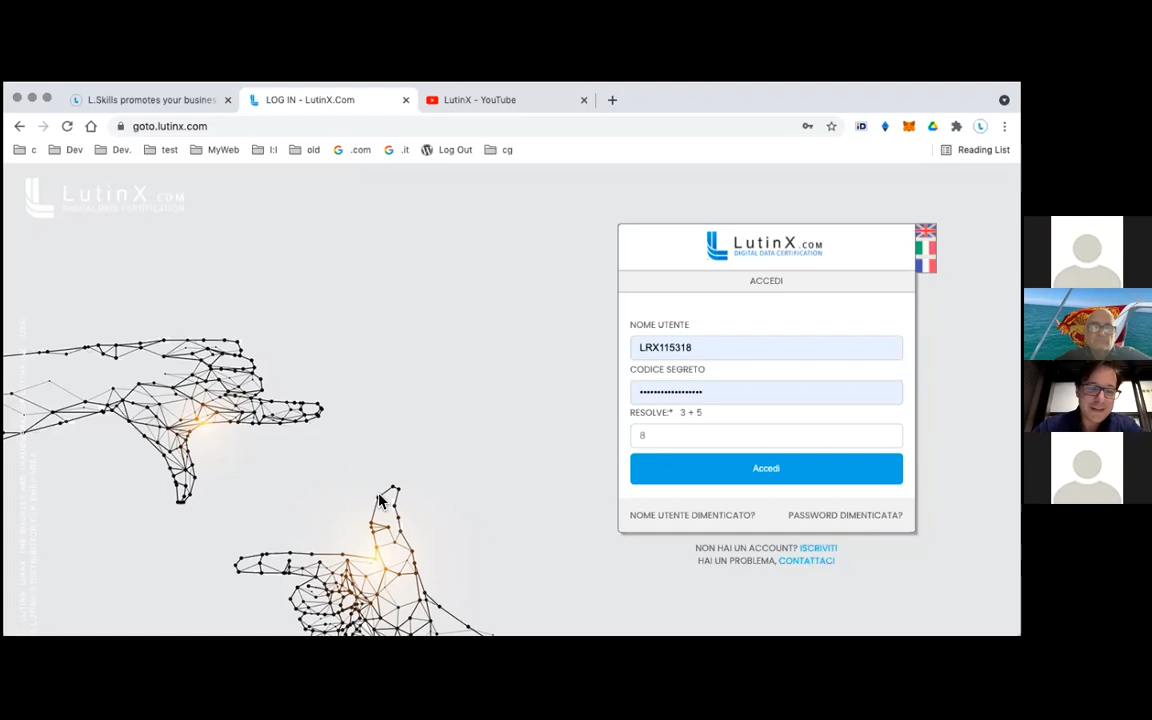 L.Skills promotes your busines
LOG IN - LutinX.Com
LutinX - YouTube
goto.lutinx.com
c
Dev
Dev.
test
MyWeb
I:I
old
.com
.it
Log Out
cg
Reading List
LutinX.COM
DIGITAL DATA CERTIFICATION
LutinX.COM
DIGITAL DATA CERTIFICATION
ACCEDI
NOME UTENTE
LRX115318
CODICE SEGRETO
••••••••••••••••••
RESOLVE:* 3 + 5
8
Accedi
NOME UTENTE DIMENTICATO?
PASSWORD DIMENTICATA?
NON HAI UN ACCOUNT? ISCRIVITI
HAI UN PROBLEMA, CONTATTACI